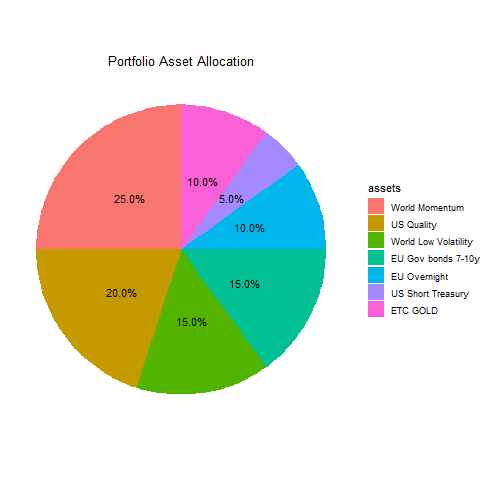 Portfolio Asset Allocation
10.0%
5.0%
25.0%
10.0%
15.0%
20.0%
15.0%
assets
World Momentum
US Quality
World Low Volatility
EU Gov bonds 7-10y
EU Overnight
US Short Treasury
ETC GOLD